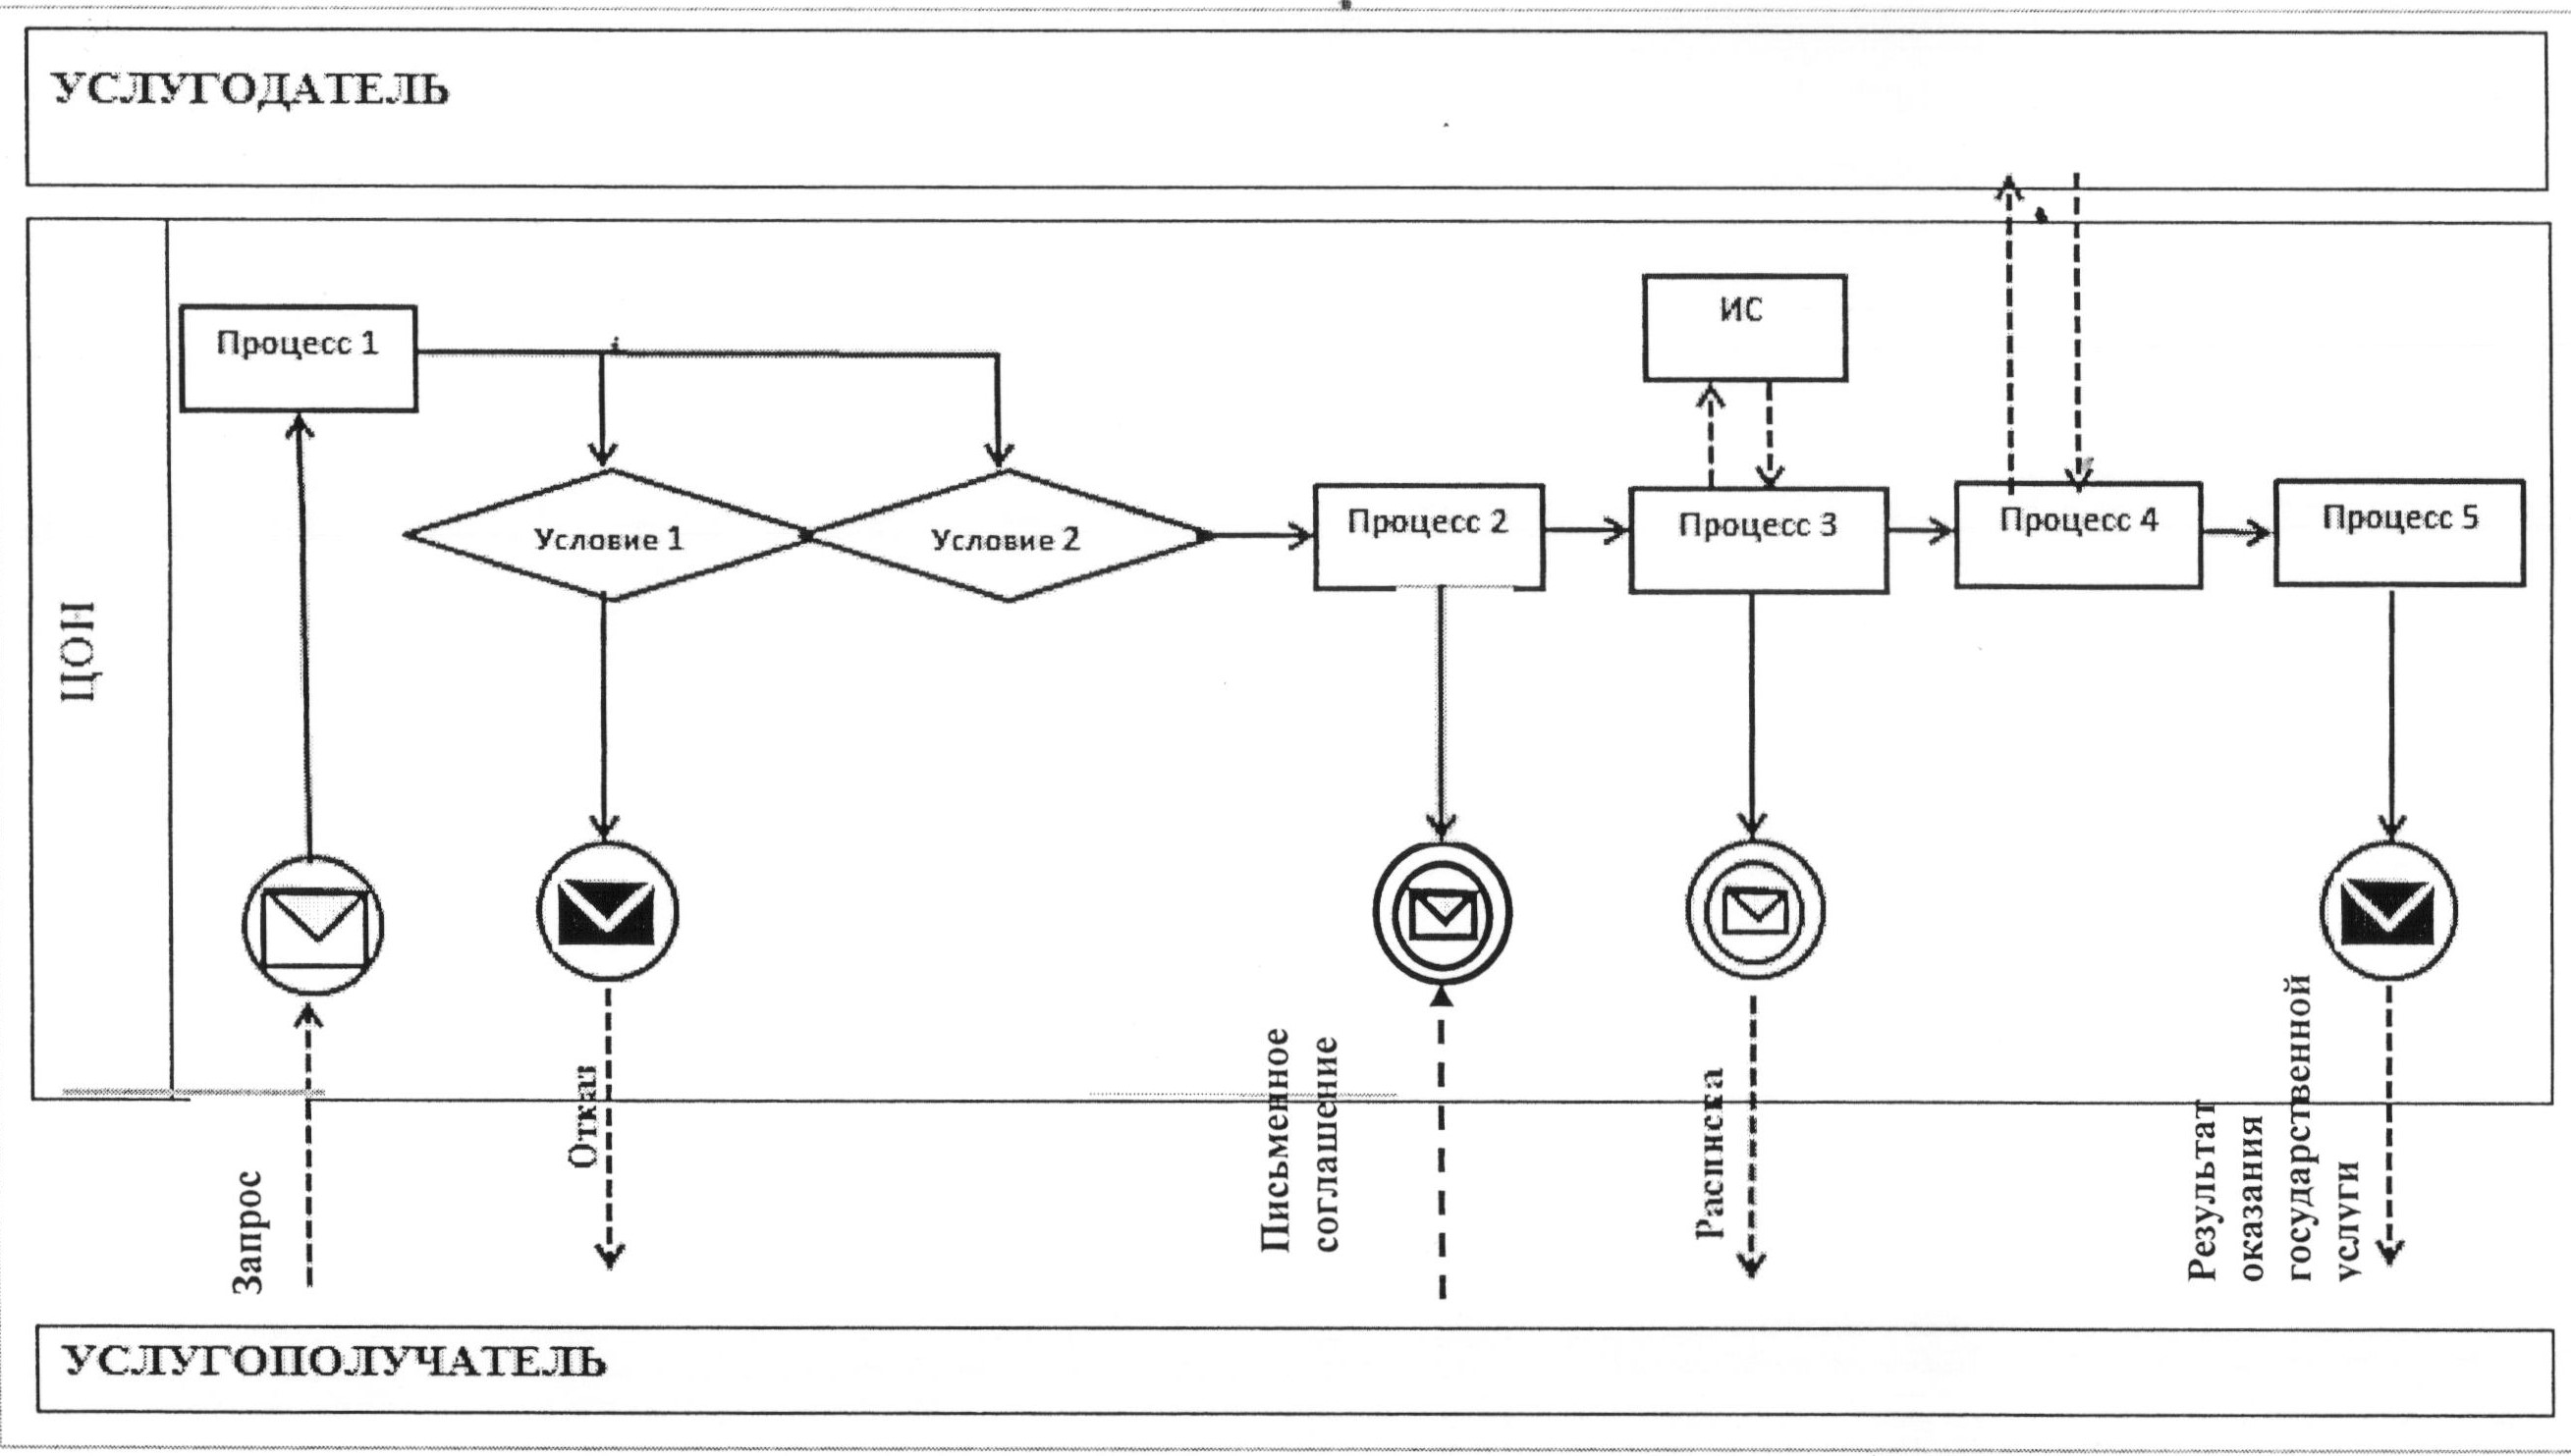 УСЛУГОДАТЕЛЬ
ЦОН
Процесс 1
Условие 1
Условие 2
Процесс 2
ИС
Процесс 3
Процесс 4
Процесс 5
Запрос
Отказ
Письменное
соглашение
Расписка
Результат
оказания
государственной
услуги
УСЛУГОПОЛУЧАТЕЛЬ